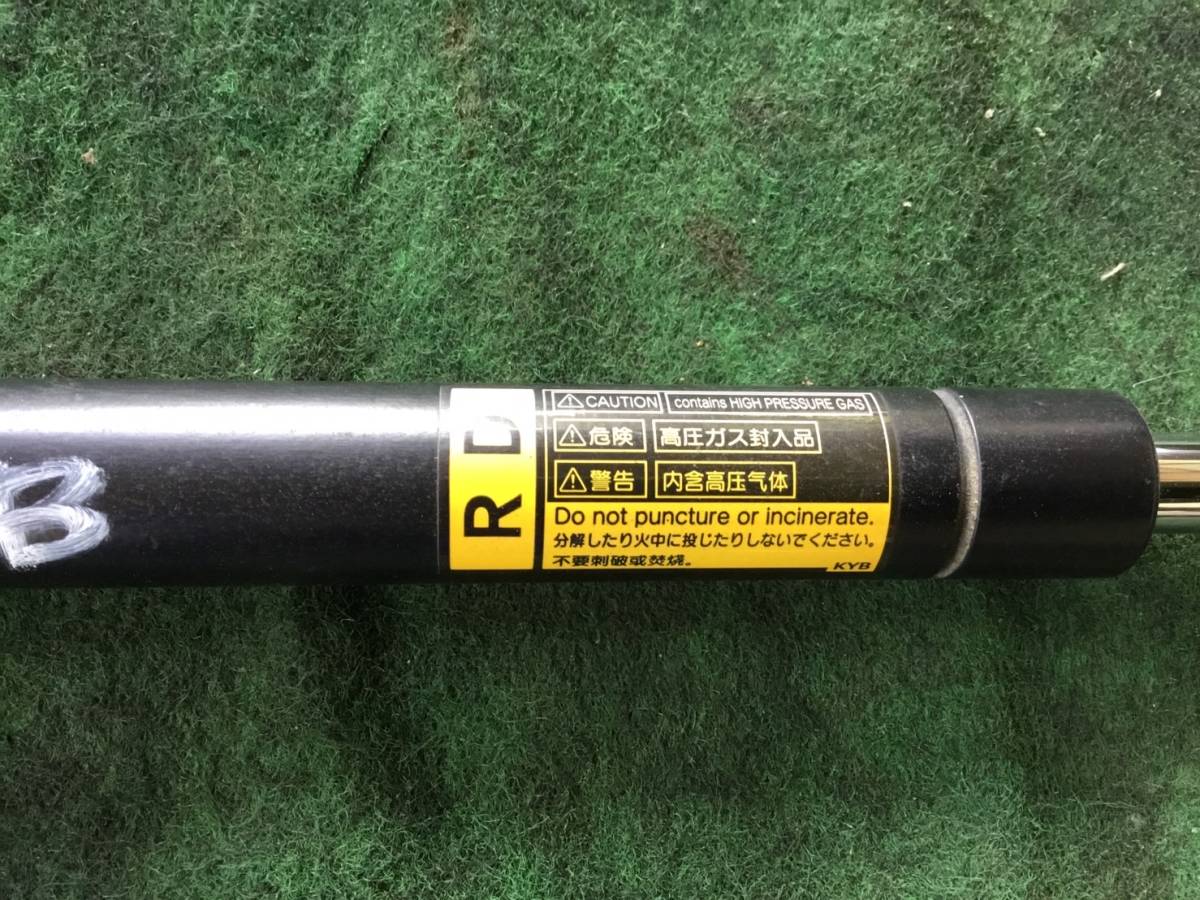 B
R D
CAUTION contains HIGH PRESSURE GAS
危険 高圧ガス封入品
警告 内含高压气体
Do not puncture or incinerate.
分解したり火中に投じたりしないでください。
不要刺破或焚烧。
KYB